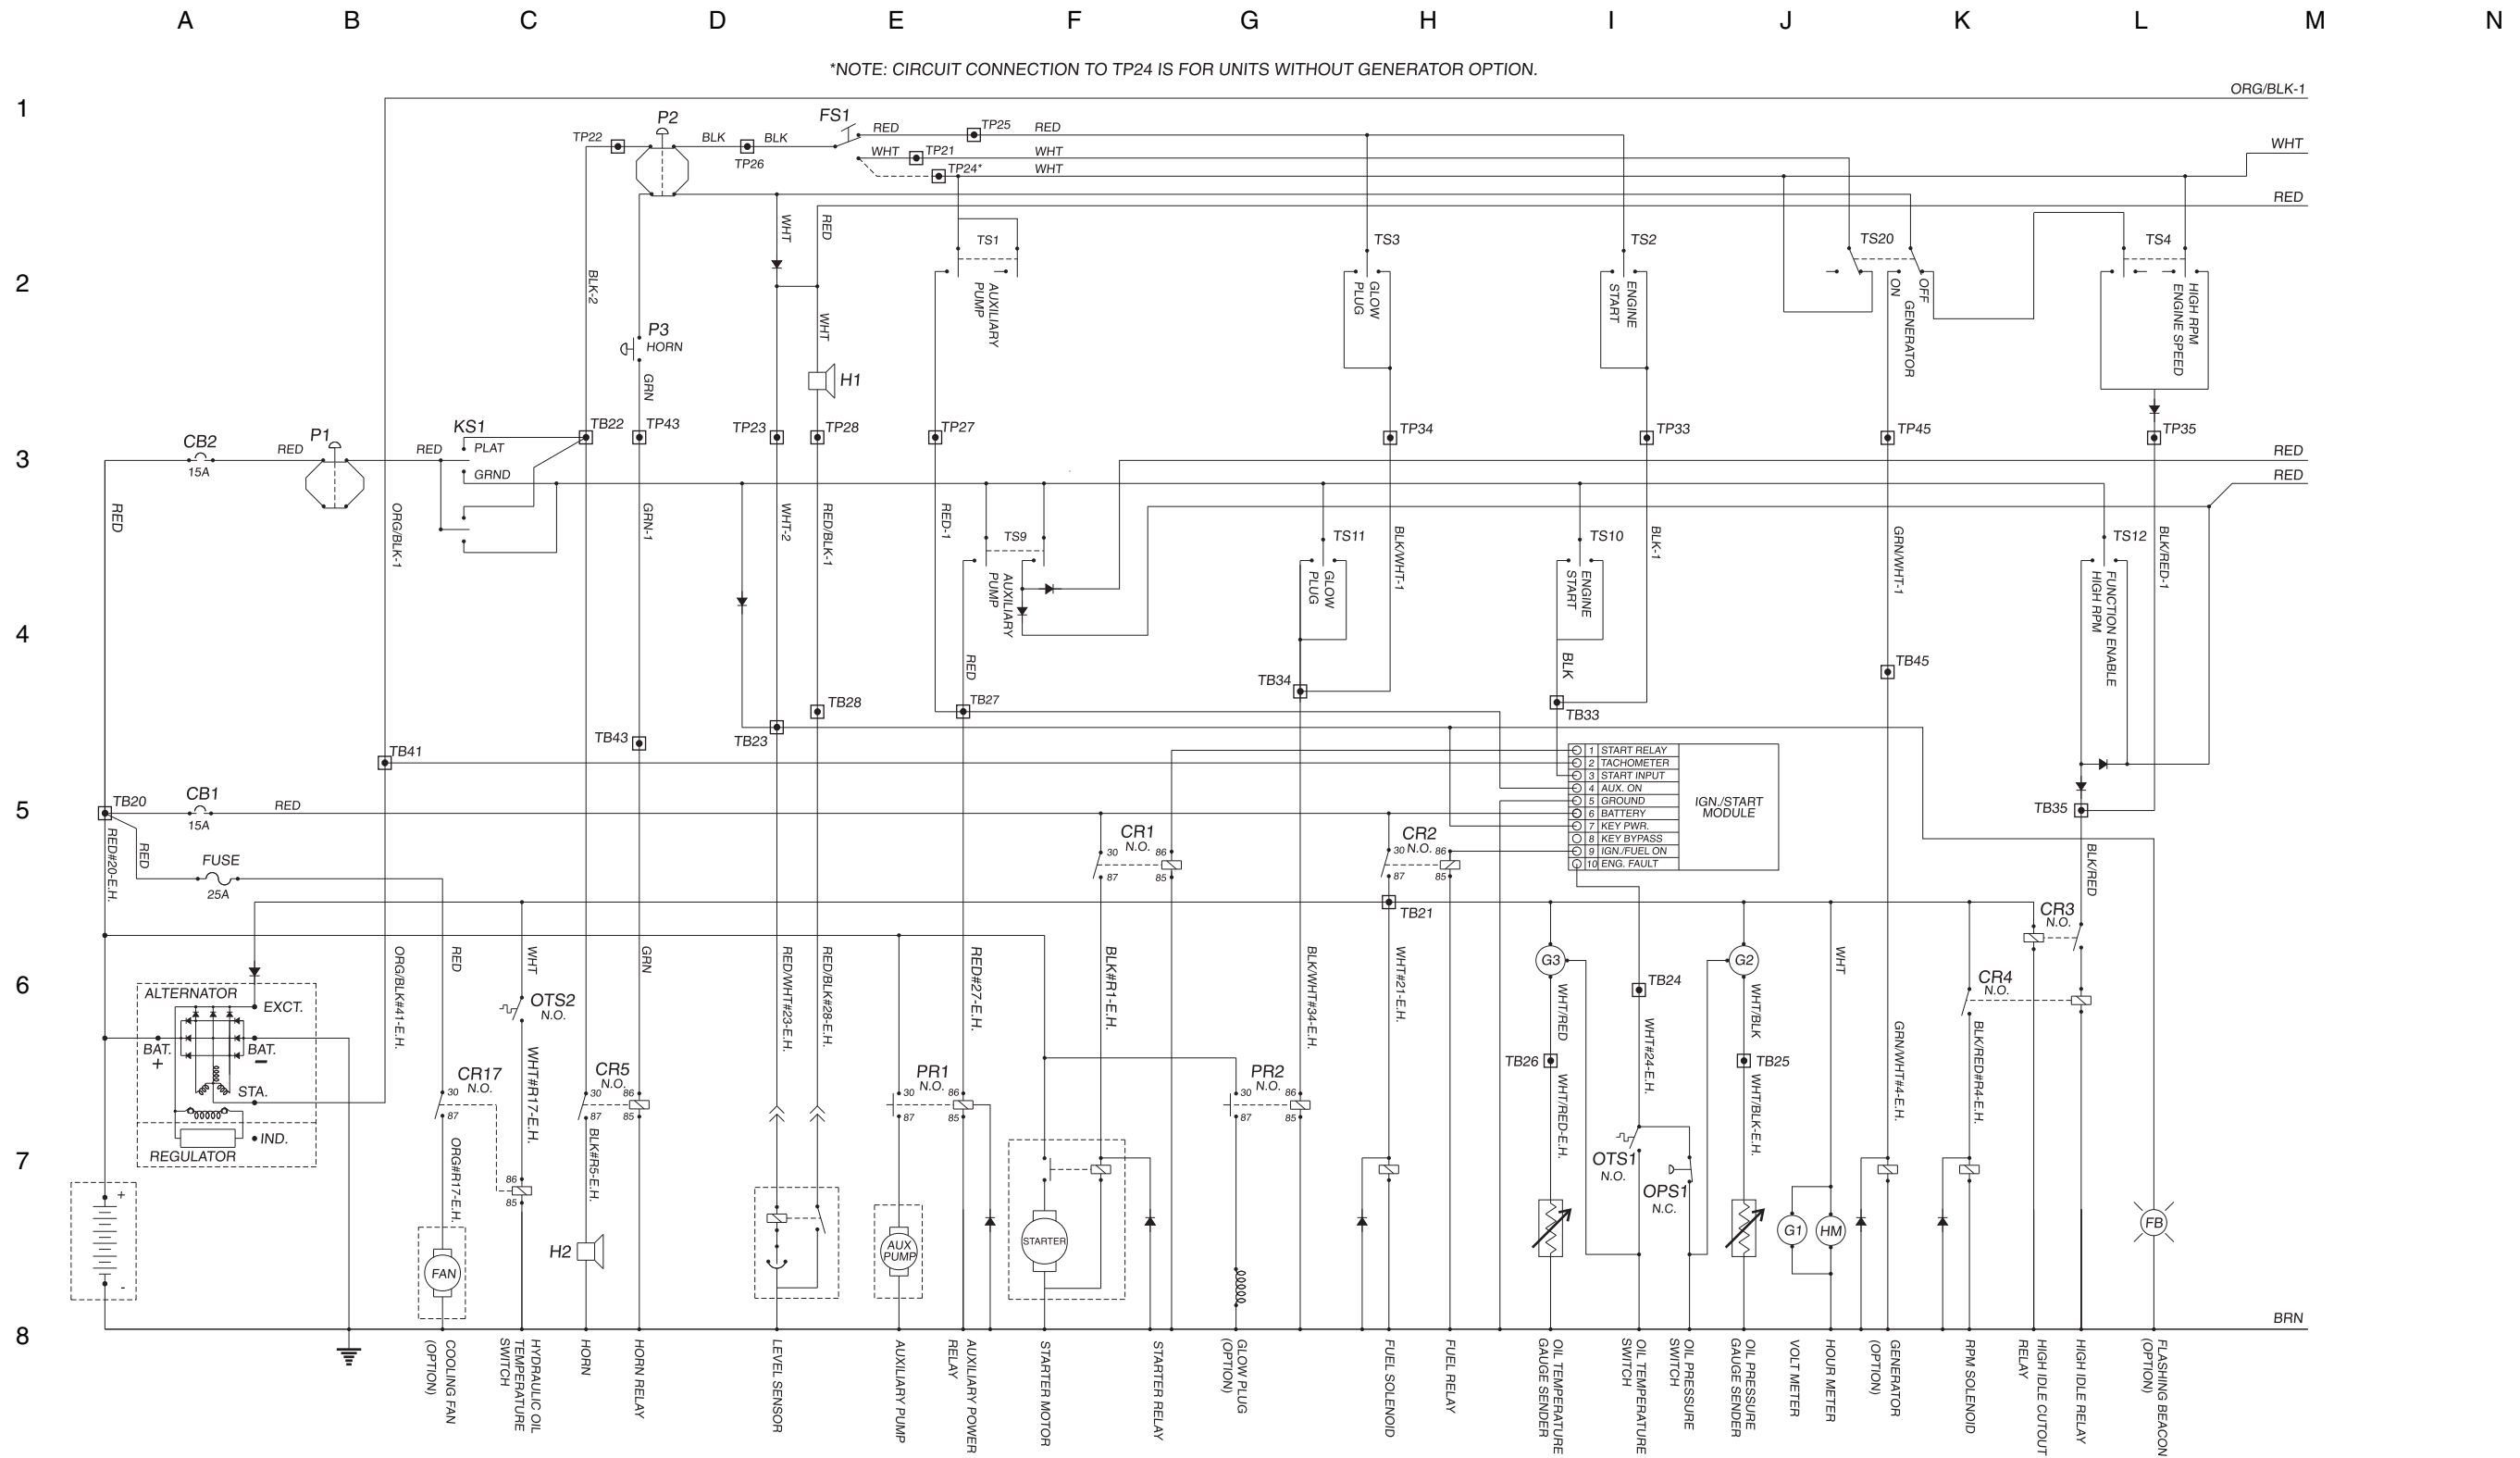 A B C D E F G H I J K L M N
*NOTE: CIRCUIT CONNECTION TO TP24 IS FOR UNITS WITHOUT GENERATOR OPTION.
1
ORG/BLK-1
P2
FS1
TP22
BLK
BLK
TP26
RED
TP25
RED
WHT
TP21
WHT
TP24*
WHT
WHT
RED
2
BLK-2
WHT
RED
TS1
AUXILIARY
PUMP
TS3
GLOW
PLUG
TS2
ENGINE
START
TS20
ON
OFF
GENERATOR
TS4
HIGH RPM
ENGINE SPEED
P3
HORN
GRN
WHT
H1
3
CB2
15A
RED
P1
RED
KS1
PLAT
GRND
TB22
TP43
TP23
TP28
TP27
TP34
TP33
TP45
TP35
RED
RED
RED
ORG/BLK-1
GRN-1
WHT-2
RED/BLK-1
RED-1
TS9
AUXILIARY
PUMP
TS11
GLOW
PLUG
BLK/WHT-1
TS10
ENGINE
START
BLK-1
GRN/WHT-1
TS12
FUNCTION ENABLE
HIGH RPM
BLK/RED-1
4
RED
BLK
TB34
TB45
TB28
TB27
TB33
TB43
TB23
TB41
1 START RELAY
2 TACHOMETER
3 START INPUT
4 AUX. ON
5 GROUND
6 BATTERY
7 KEY PWR.
8 KEY BYPASS
9 IGN./FUEL ON
10 ENG. FAULT
IGN./START
MODULE
5
TB20
CB1
15A
RED
TB35
RED#20-E.H.
RED
FUSE
25A
CR1
N.O.
30
86
87
85
CR2
N.O.
30
86
87
85
TB21
BLK/RED
CR3
N.O.
6
ALTERNATOR
EXCT.
BAT.
+
BAT.
–
STA.
IND.
REGULATOR
ORG/BLK#41-E.H.
RED
WHT
OTS2
N.O.
WHT#R17-E.H.
GRN
RED/WHT#23-E.H.
RED/BLK#28-E.H.
RED#27-E.H.
BLK#R1-E.H.
BLK/WHT#34-E.H.
WHT#21-E.H.
G3
WHT/RED
TB24
WHT#24-E.H.
G2
WHT/BLK
WHT
CR4
N.O.
GRN/WHT#4-E.H.
BLK/RED#R4-E.H.
TB26
TB25
CR17
N.O.
30
87
CR5
N.O.
30
86
87
85
PR1
N.O.
30
86
87
85
PR2
N.O.
30
86
87
85
WHT/RED-E.H.
WHT/BLK-E.H.
7
ORG#R17-E.H.
86
85
BLK#R5-E.H.
OTS1
N.O.
OPS1
N.C.
+
-
FAN
H2
AUX
PUMP
STARTER
G1
HM
FB
8
BRN
COOLING FAN
(OPTION)
HYDRAULIC OIL
TEMPERATURE
SWITCH
HORN
HORN RELAY
LEVEL SENSOR
AUXILIARY PUMP
AUXILIARY POWER
RELAY
STARTER MOTOR
STARTER RELAY
GLOW PLUG
(OPTION)
FUEL SOLENOID
FUEL RELAY
OIL TEMPERATURE
GAUGE SENDER
OIL TEMPERATURE
SWITCH
OIL PRESSURE
SWITCH
OIL PRESSURE
GAUGE SENDER
VOLT METER
HOUR METER
GENERATOR
(OPTION)
RPM SOLENOID
HIGH IDLE CUTOUT
RELAY
HIGH IDLE RELAY
FLASHING BEACON
(OPTION)